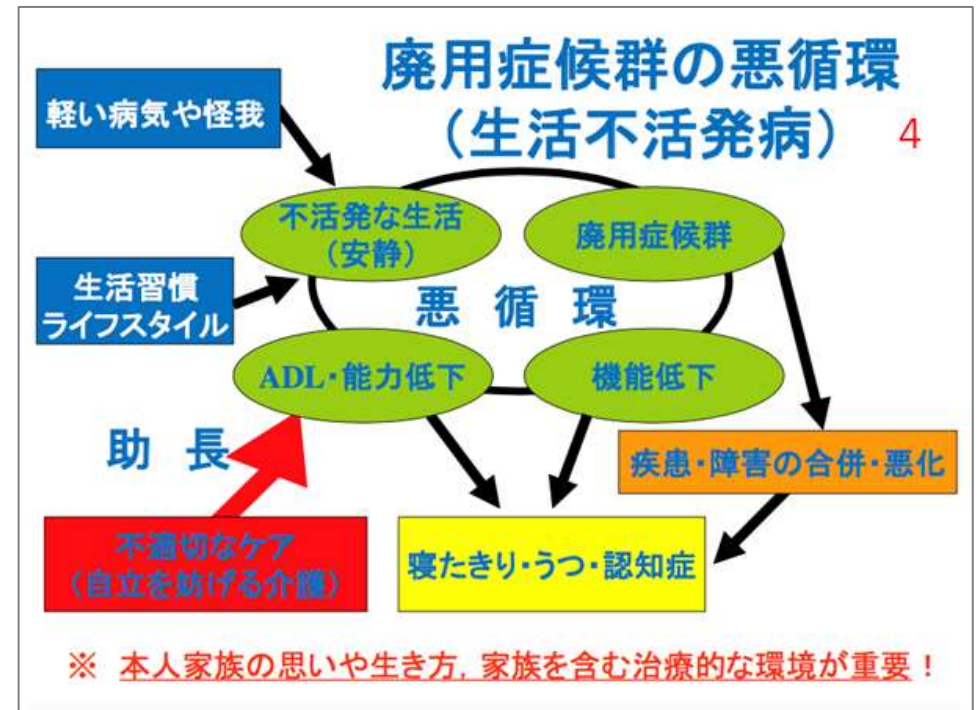 廃用症候群の悪循環
（生活不活発病）
4
軽い病気や怪我
不活発な生活
（安静）
廃用症候群
生活習慣
ライフスタイル
悪循環
ADL・能力低下
機能低下
助長
疾患・障害の合併・悪化
不適切なケア
（自立を妨げる介護）
寝たきり・うつ・認知症
※ 本人家族の思いや生き方，家族を含む治療的な環境が重要！